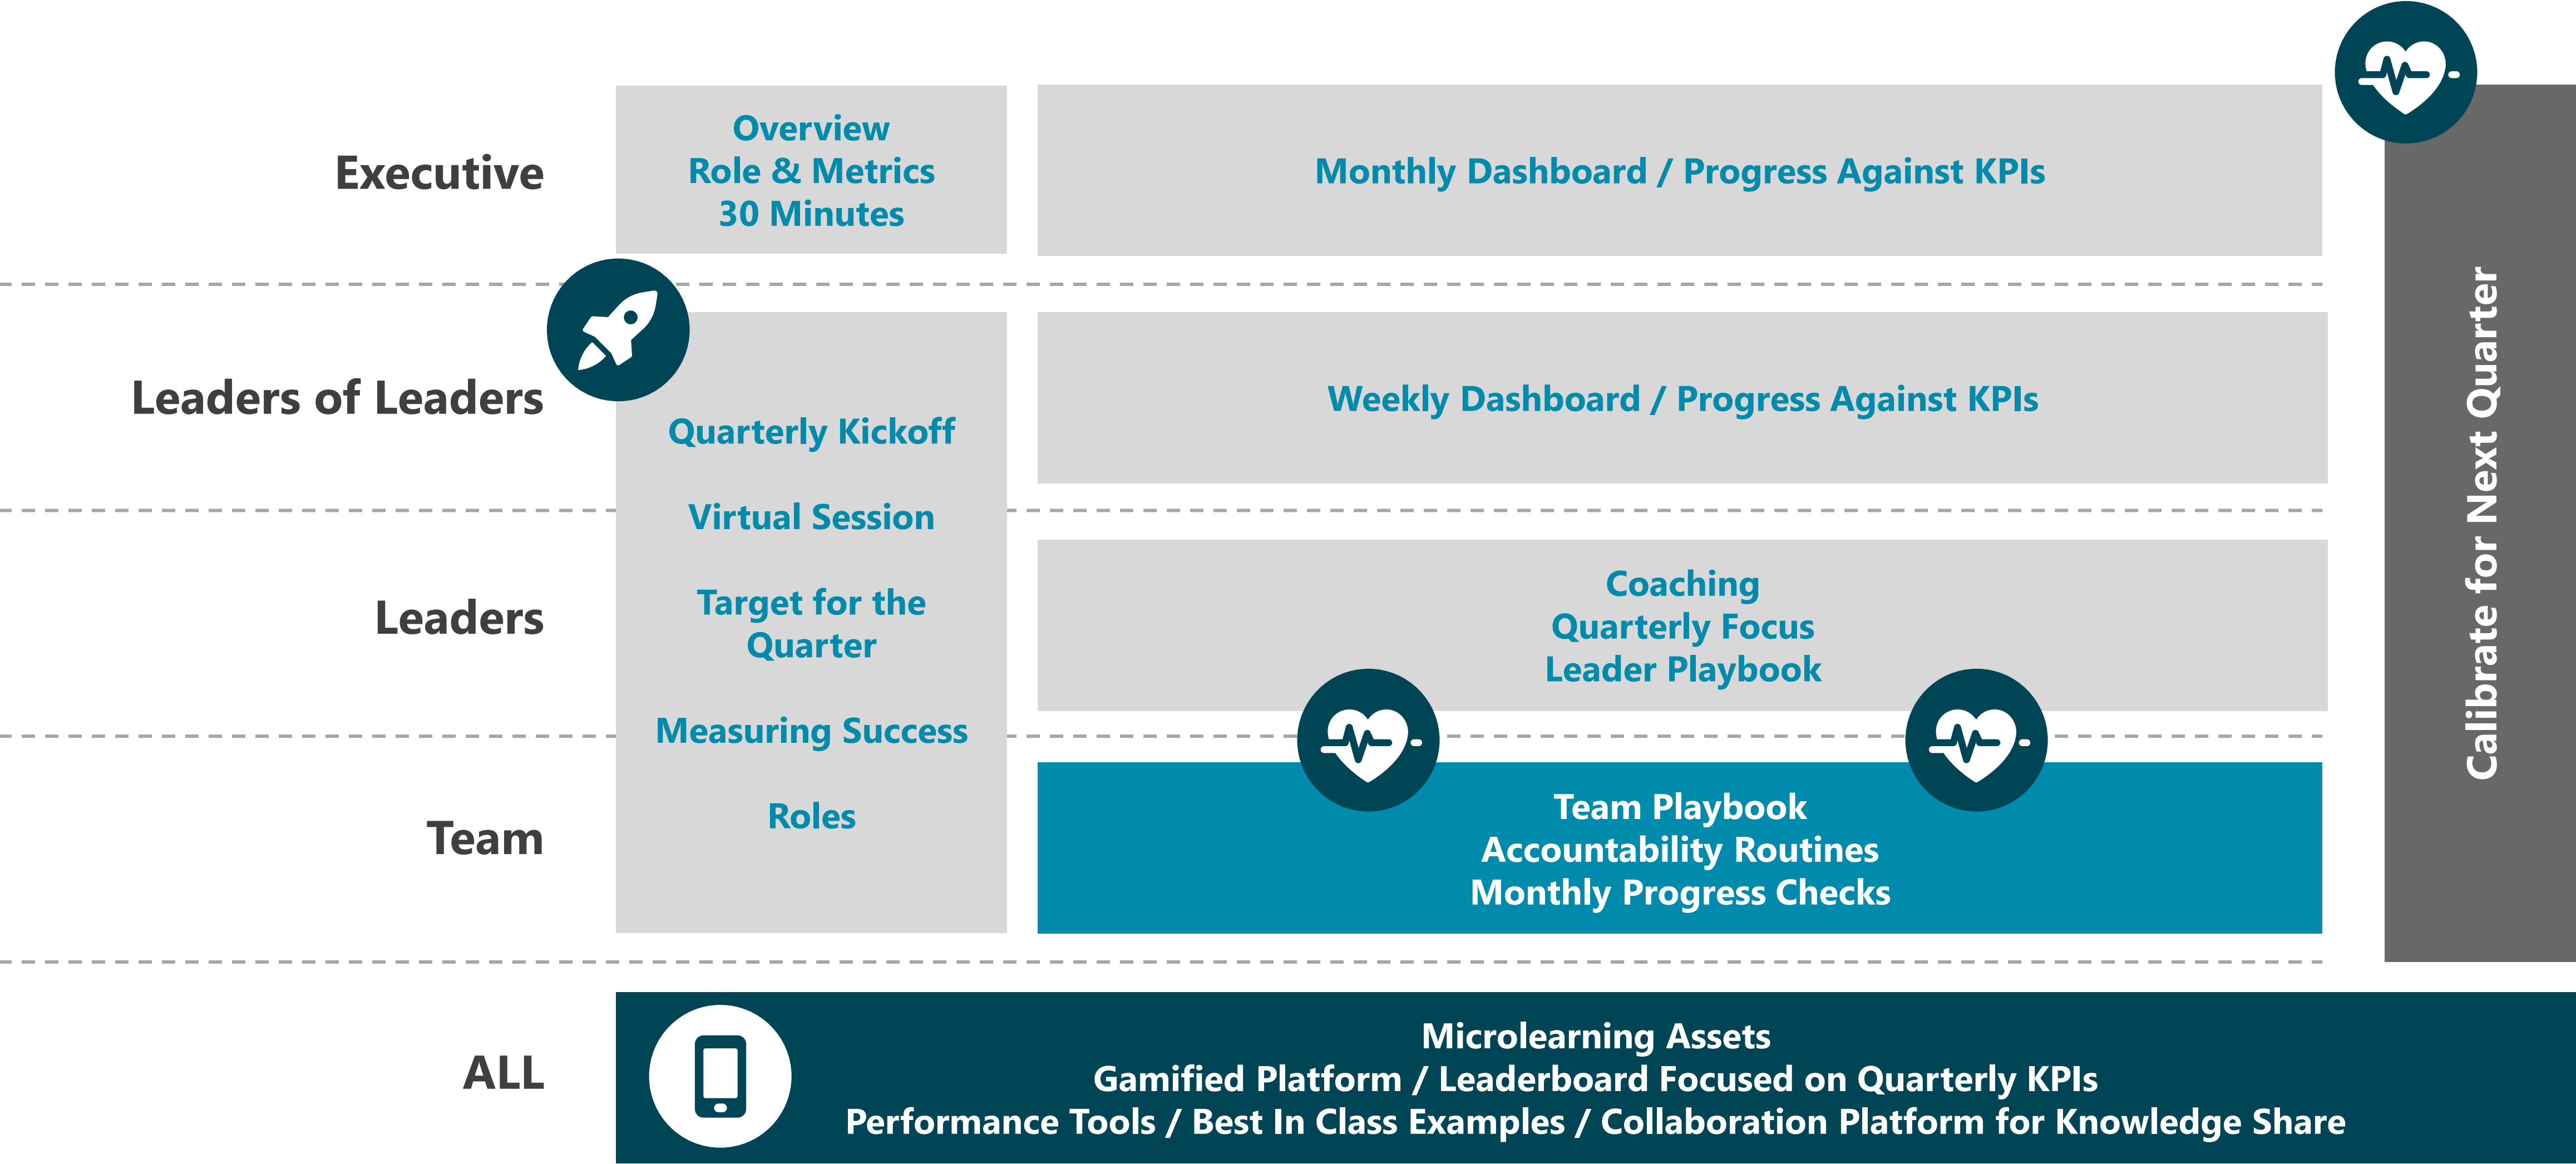 Executive
Overview
Role & Metrics
30 Minutes
Monthly Dashboard / Progress Against KPIs
Leaders of Leaders
Quarterly Kickoff
Virtual Session
Target for the
Quarter
Measuring Success
Roles
Weekly Dashboard / Progress Against KPIs
Leaders
Coaching
Quarterly Focus
Leader Playbook
Team
Team Playbook
Accountability Routines
Monthly Progress Checks
Calibrate for Next Quarter
ALL
Microlearning Assets
Gamified Platform / Leaderboard Focused on Quarterly KPIs
Performance Tools / Best In Class Examples / Collaboration Platform for Knowledge Share